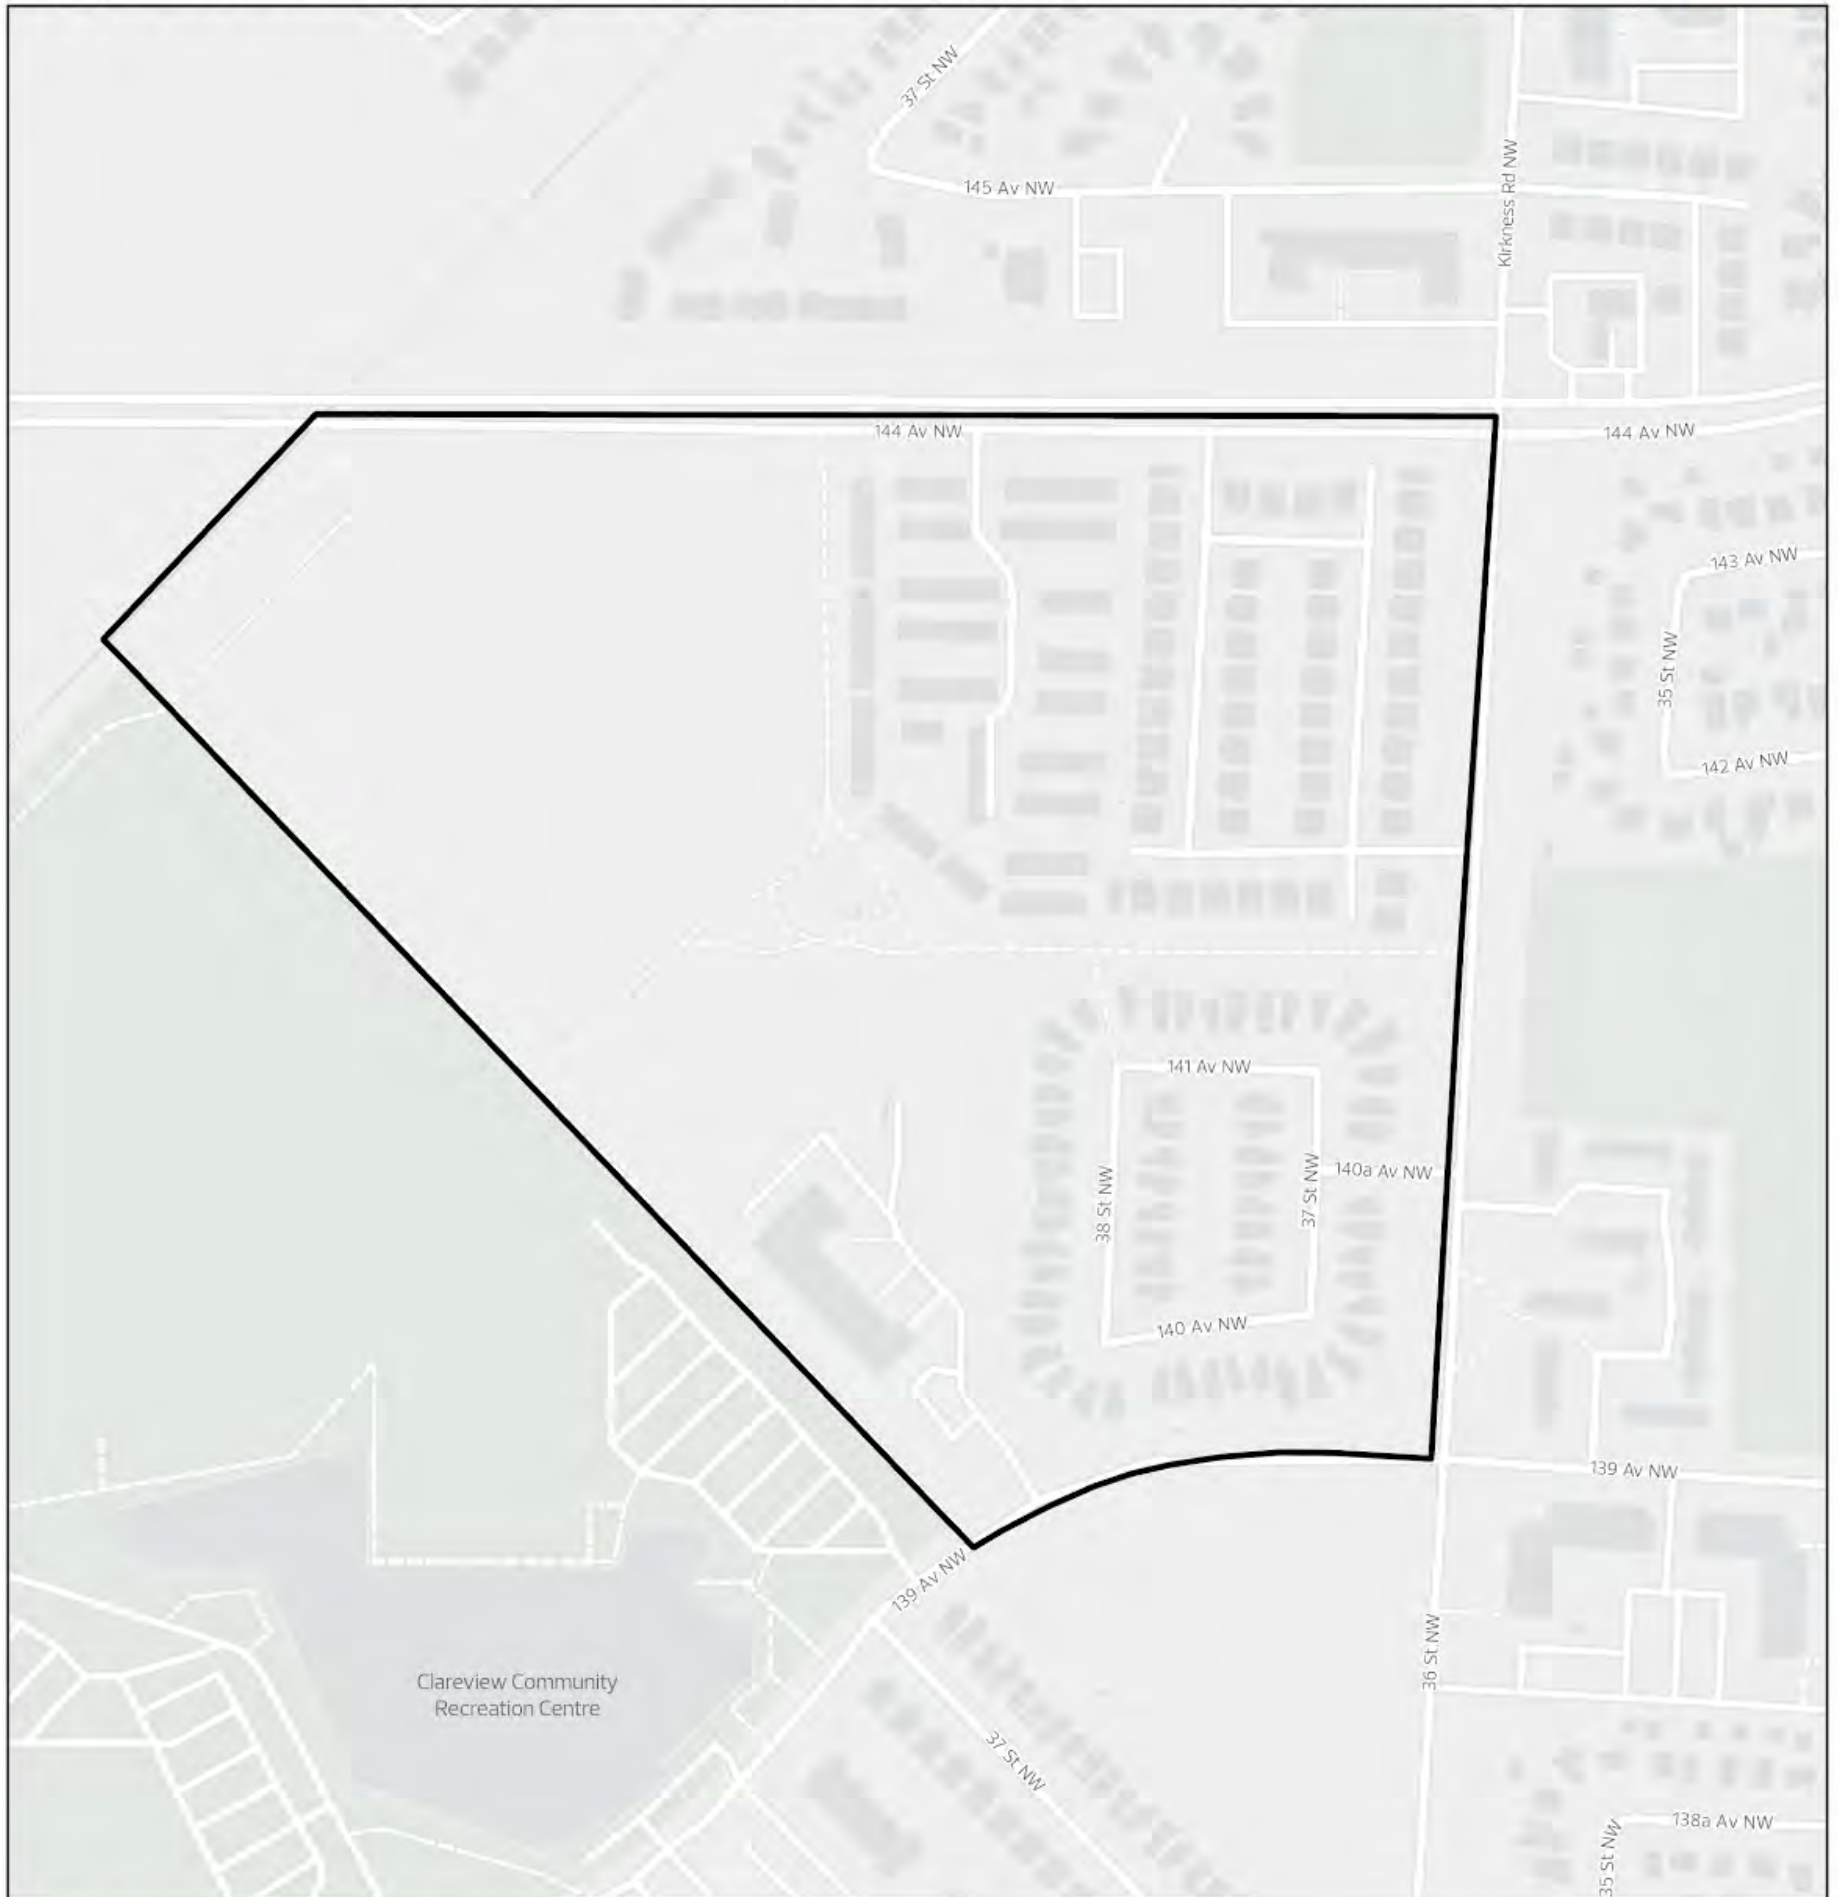 37 St NW
145 Av NW
Kirkness Rd NW
144 Av NW
144 Av NW
143 Av NW
35 St NW
142 Av NW
141 Av NW
140a Av NW
38 St NW
37 St NW
140 Av NW
139 Av NW
139 Av NW
36 St NW
Clareview Community
Recreation Centre
37 St NW
138a Av NW
35 St NW